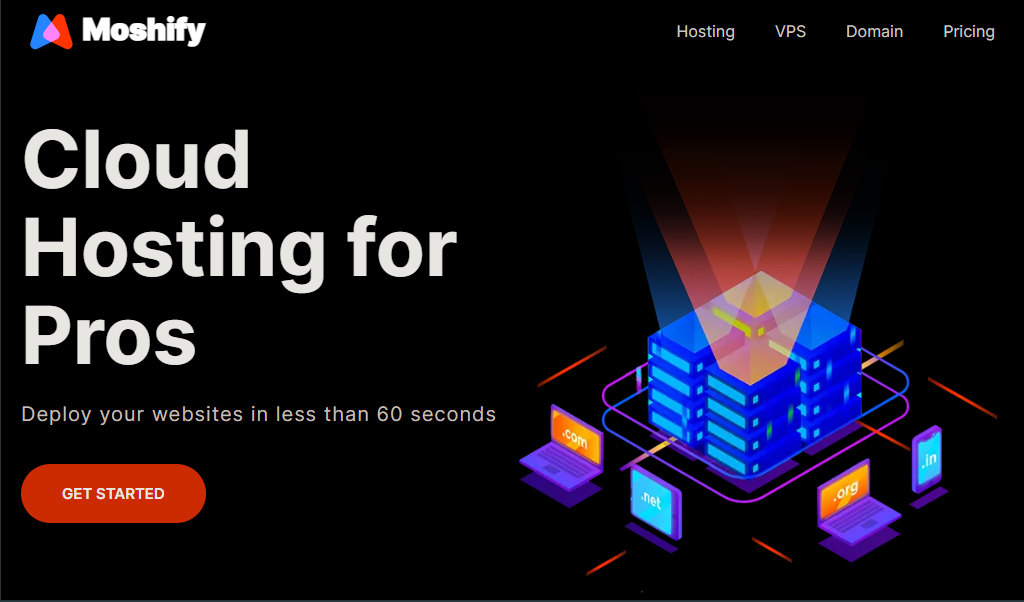 Moshify
Hosting VPS Domain Pricing
Cloud
Hosting for
Pros
Deploy your websites in less than 60 seconds
GET STARTED
.com
.net
.org
.in